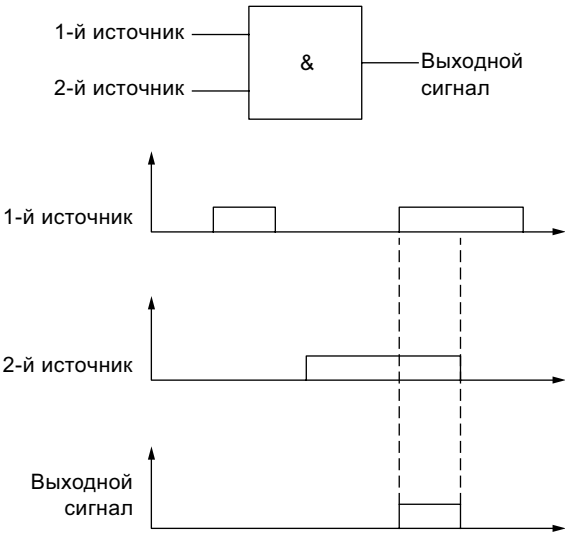 1-й источник
2-й источник
&
Выходной
сигнал
1-й источник
2-й источник
Выходной
сигнал